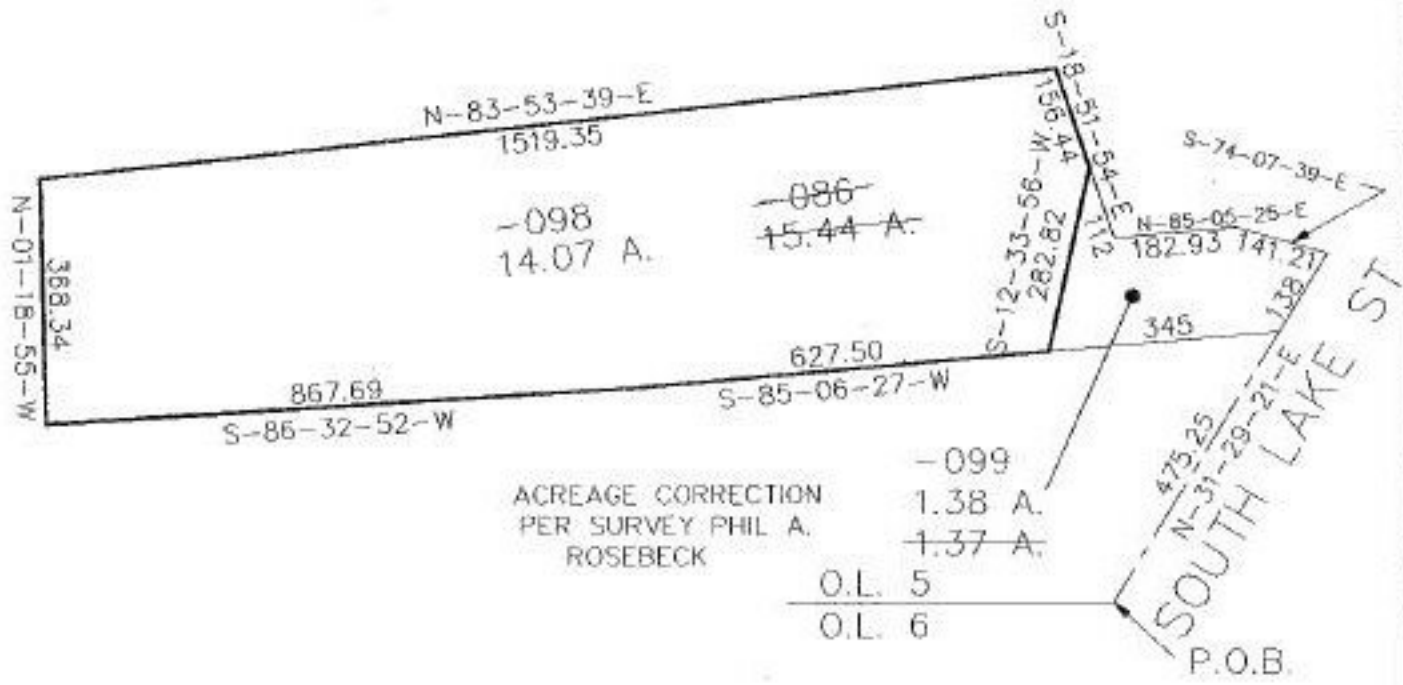 S-18-51-54-E
N-83-53-39-E
1519.35
156.44
S-74-07-39-E
-086
15.44 A.
-098
14.07 A.
S-12-33-56-W
282.82
112
N-85-05-25-E
182.93
141.21
N-01-18-55-W
368.34
138
345
627.50
S-85-06-27-W
867.69
S-86-32-52-W
475.25
N-31-29-21-E
SOUTH LAKE ST
-099
1.38 A.
1.37 A.
ACREAGE CORRECTION
PER SURVEY PHIL A.
ROSEBECK
O.L. 5
O.L. 6
P.O.B.